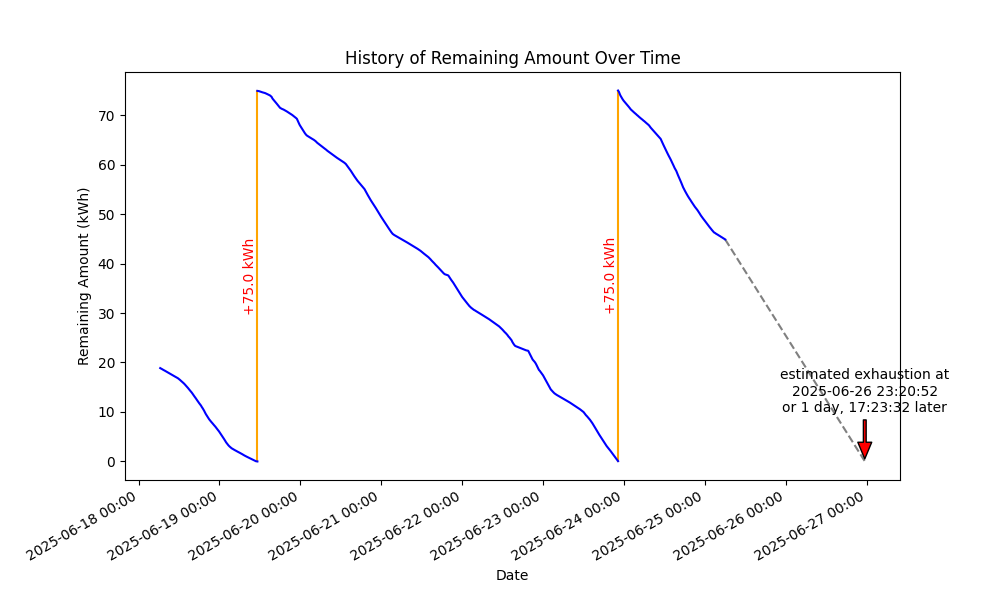 History of Remaining Amount Over Time
Remaining Amount (kWh)
70
60
50
40
30
20
10
0
+75.0 kWh
+75.0 kWh
estimated exhaustion at
2025-06-26 23:20:52
or 1 day, 17:23:32 later
2025-06-18 00:00
2025-06-19 00:00
2025-06-20 00:00
2025-06-21 00:00
2025-06-22 00:00
2025-06-23 00:00
2025-06-24 00:00
2025-06-25 00:00
2025-06-26 00:00
2025-06-27 00:00
Date